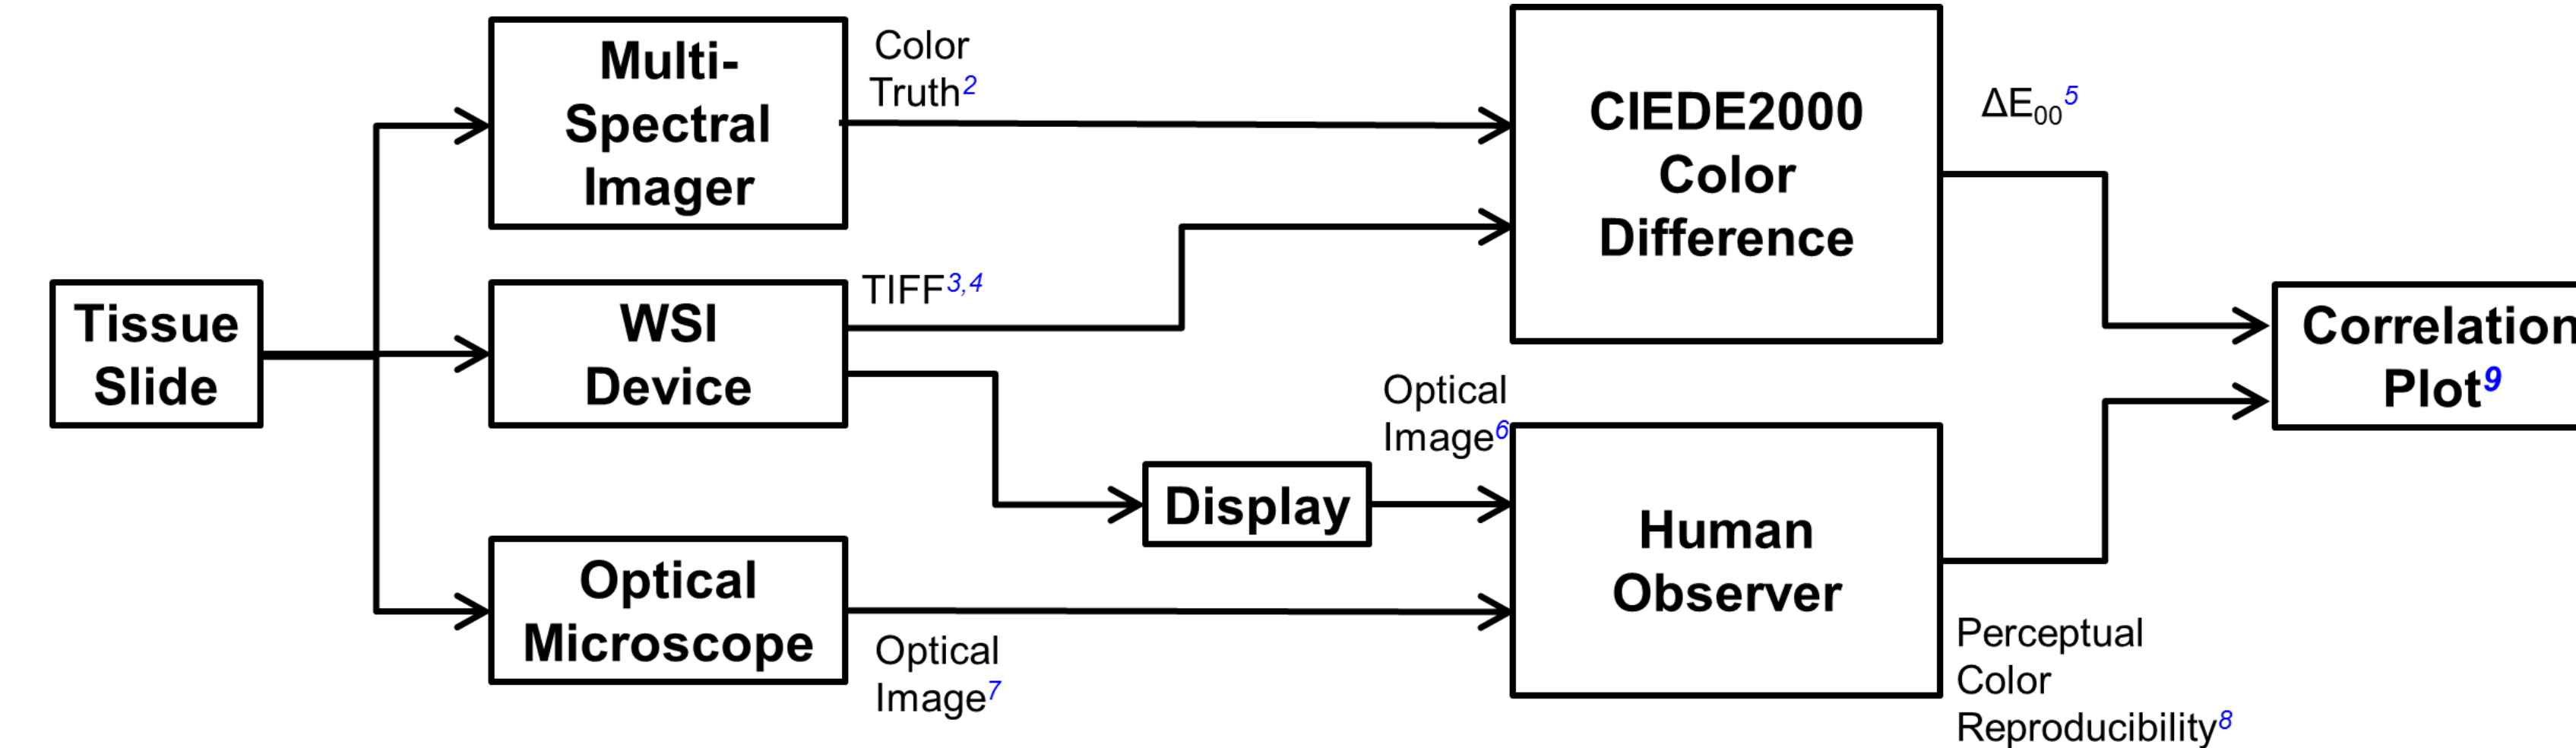 Multi-
Spectral
Imager
Color
Truth2
CIEDE2000
Color
Difference
ΔE005
Tissue
Slide
WSI
Device
TIFF3,4
Correlation
Plot9
Optical
Image6
Display
Human
Observer
Optical
Microscope
Optical
Image7
Perceptual
Color
Reproducibility8